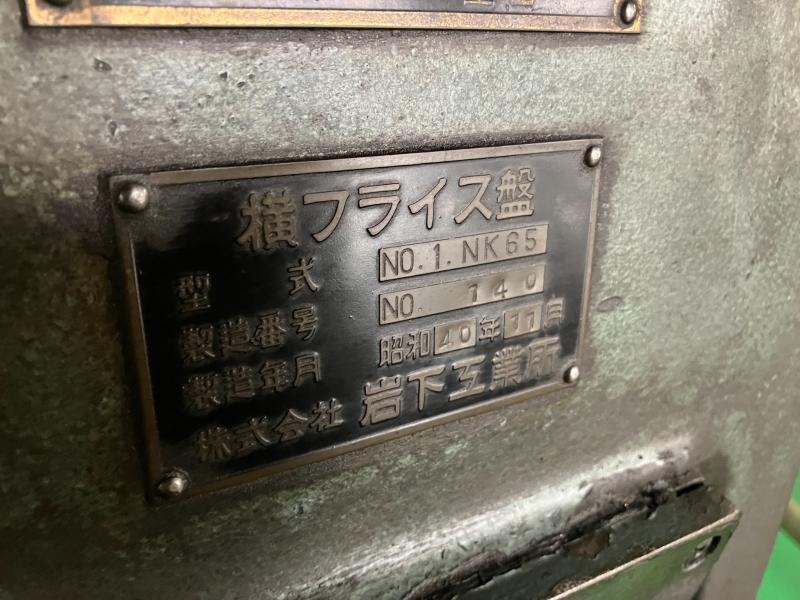 横フライス盤
型式 NO.1.NK65
製造番号 NO. 140
製造年月 昭和40年11月
株式会社 岩下工業所